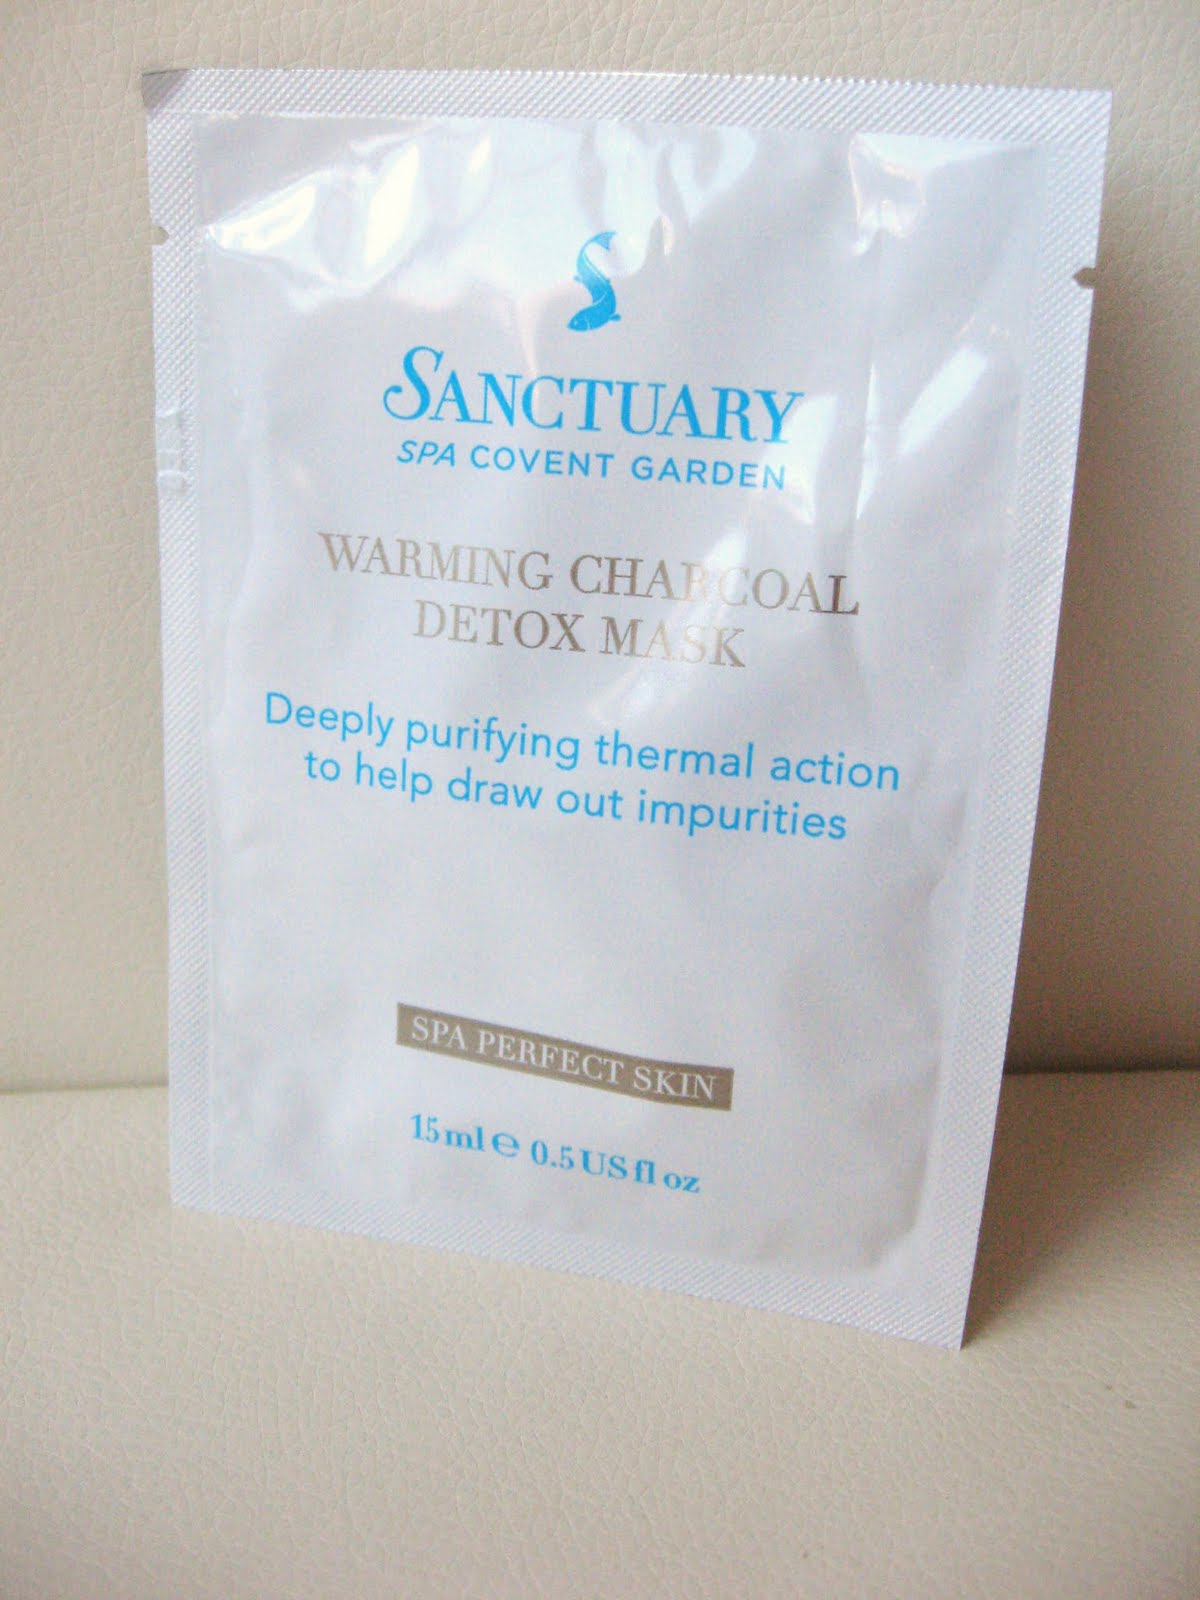 SANCTUARY
SPA COVENT GARDEN
WARMING CHARCOAL
DETOX MASK
Deeply purifying thermal action
to help draw out impurities
SPA PERFECT SKIN
15ml ℮ 0.5 US fl oz